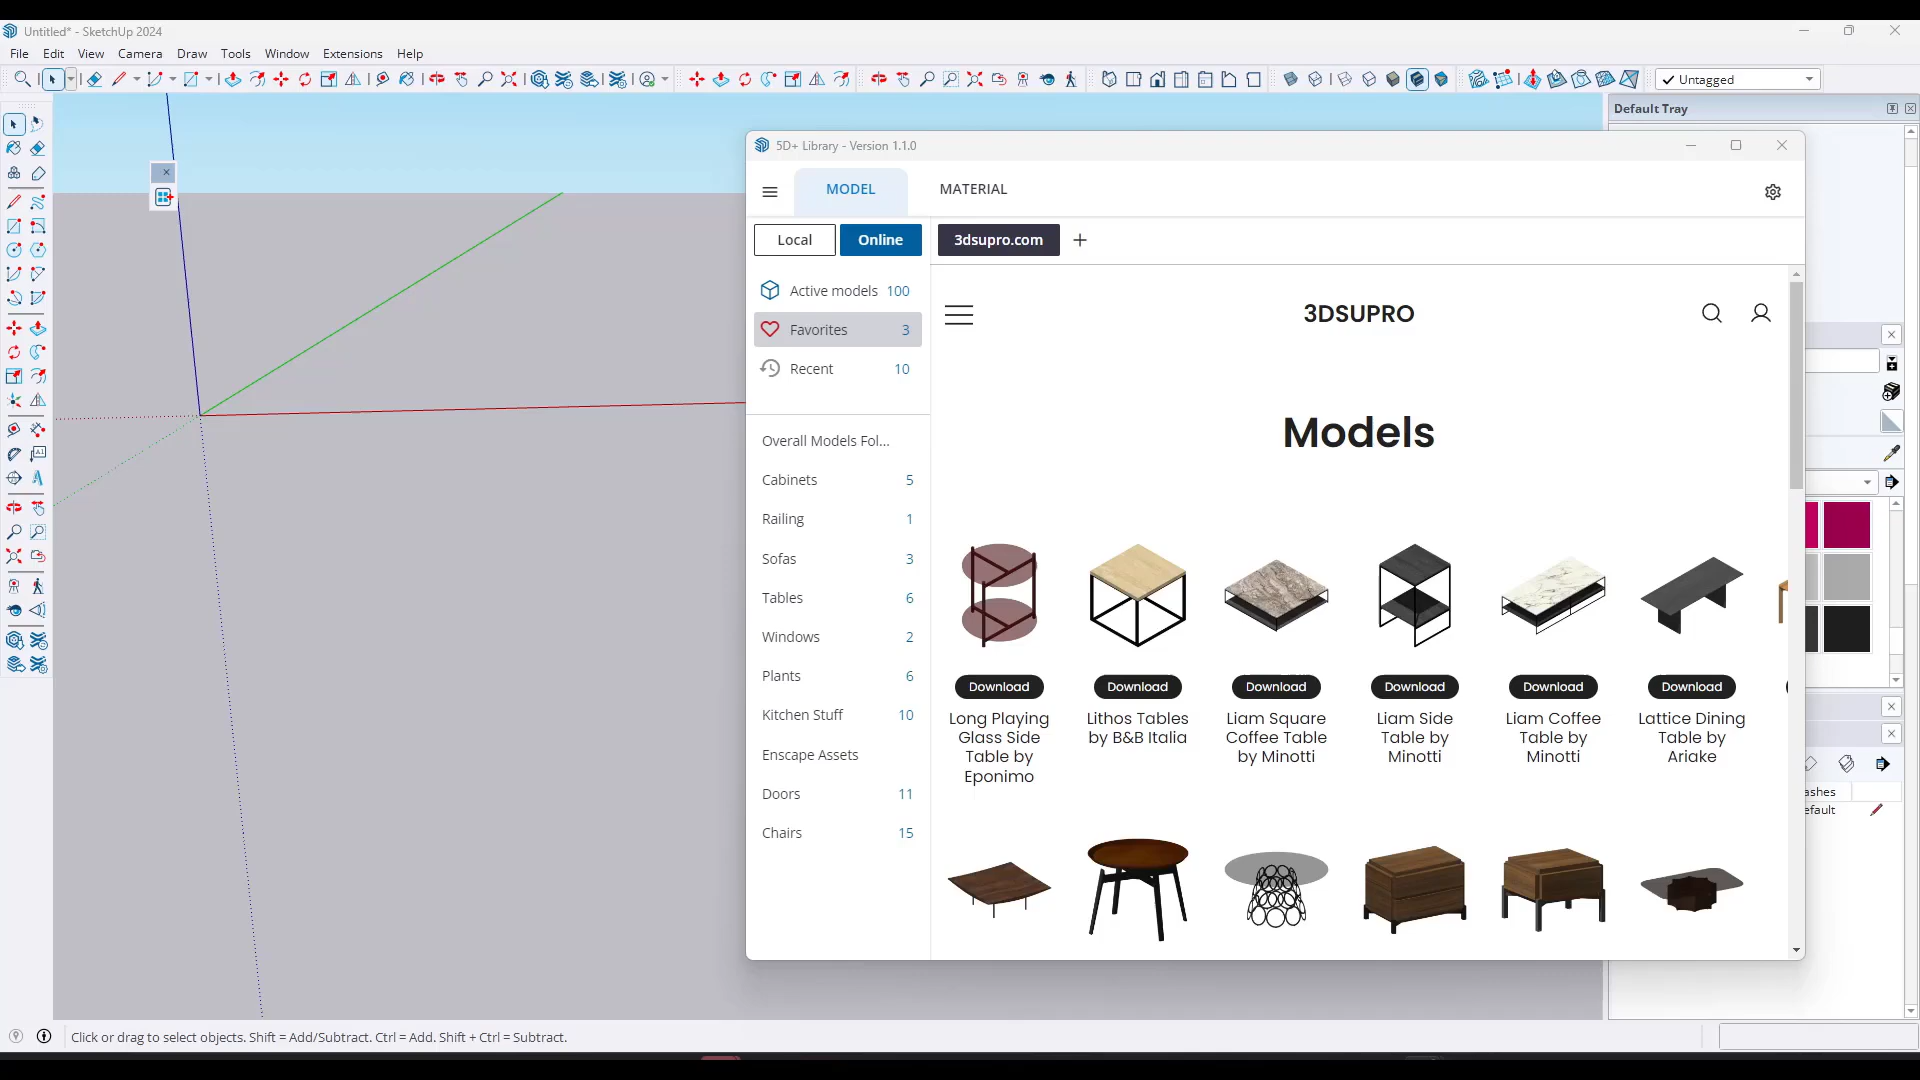 Untitled* - SketchUp 2024
File Edit View Camera Draw Tools Window Extensions Help
Untagged
Default Tray
5D+ Library - Version 1.1.0
MODEL MATERIAL
Local Online 3dsupro.com
Active models 100
Favorites 3
Recent 10
3DSUPRO
Models
Overall Models Fol...
Cabinets 5
Railing 1
Sofas 3
Tables 6
Windows 2
Plants 6
Kitchen Stuff 10
Enscape Assets
Doors 11
Chairs 15
Download Download Download Download Download Download
Long Playing
Glass Side
Table by
Eponimo
Lithos Tables
by B&B Italia
Liam Square
Coffee Table
by Minotti
Liam Side
Table by
Minotti
Liam Coffee
Table by
Minotti
Lattice Dining
Table by
Ariake
ashes
efault
Click or drag to select objects. Shift = Add/Subtract. Ctrl = Add. Shift + Ctrl = Subtract.